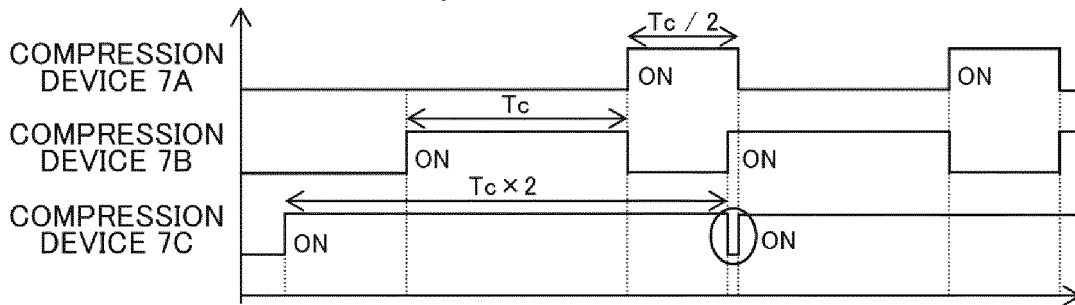 COMPRESSION
DEVICE 7A
Tc / 2
ON
ON
Tc
COMPRESSION
DEVICE 7B
ON
ON
Tc×2
COMPRESSION
DEVICE 7C
ON
ON